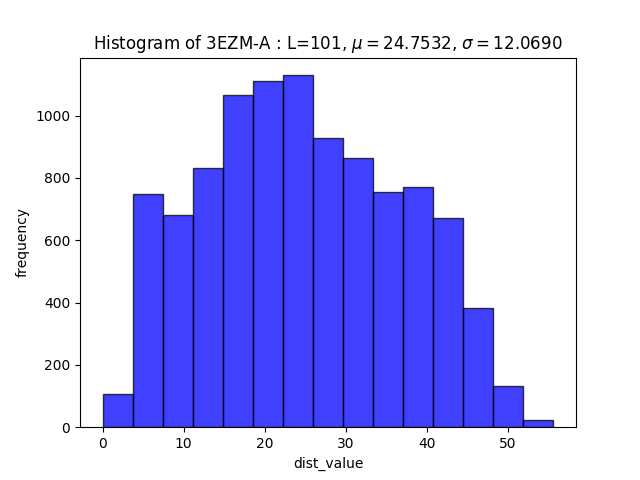 Histogram of 3EZM-A : L=101, μ = 24.7532, σ = 12.0690
1000
800
600
400
200
0
frequency
0 10 20 30 40 50
dist_value